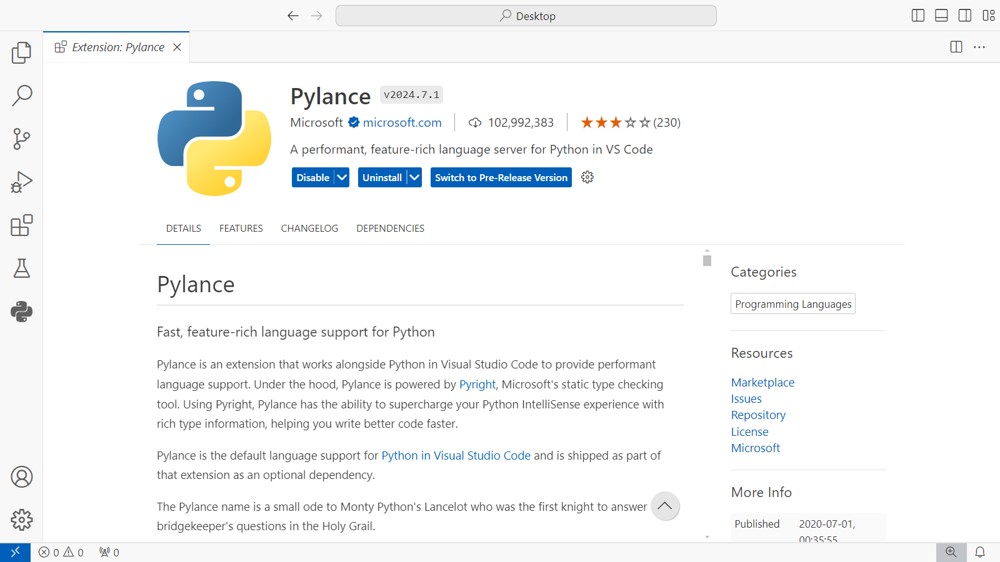 Desktop
Extension: Pylance
Pylance v2024.7.1
Microsoft microsoft.com 102,992,383 (230)
A performant, feature-rich language server for Python in VS Code
Disable Uninstall Switch to Pre-Release Version
DETAILS FEATURES CHANGELOG DEPENDENCIES
Pylance
Fast, feature-rich language support for Python
Pylance is an extension that works alongside Python in Visual Studio Code to provide performant
language support. Under the hood, Pylance is powered by Pyright, Microsoft's static type checking
tool. Using Pyright, Pylance has the ability to supercharge your Python IntelliSense experience with
rich type information, helping you write better code faster.
Pylance is the default language support for Python in Visual Studio Code and is shipped as part of
that extension as an optional dependency.
The Pylance name is a small ode to Monty Python's Lancelot who was the first knight to answer
bridgekeeper's questions in the Holy Grail.
Categories
Programming Languages
Resources
Marketplace
Issues
Repository
License
Microsoft
More Info
Published 2020-07-01,
00:35:55
0 0 0